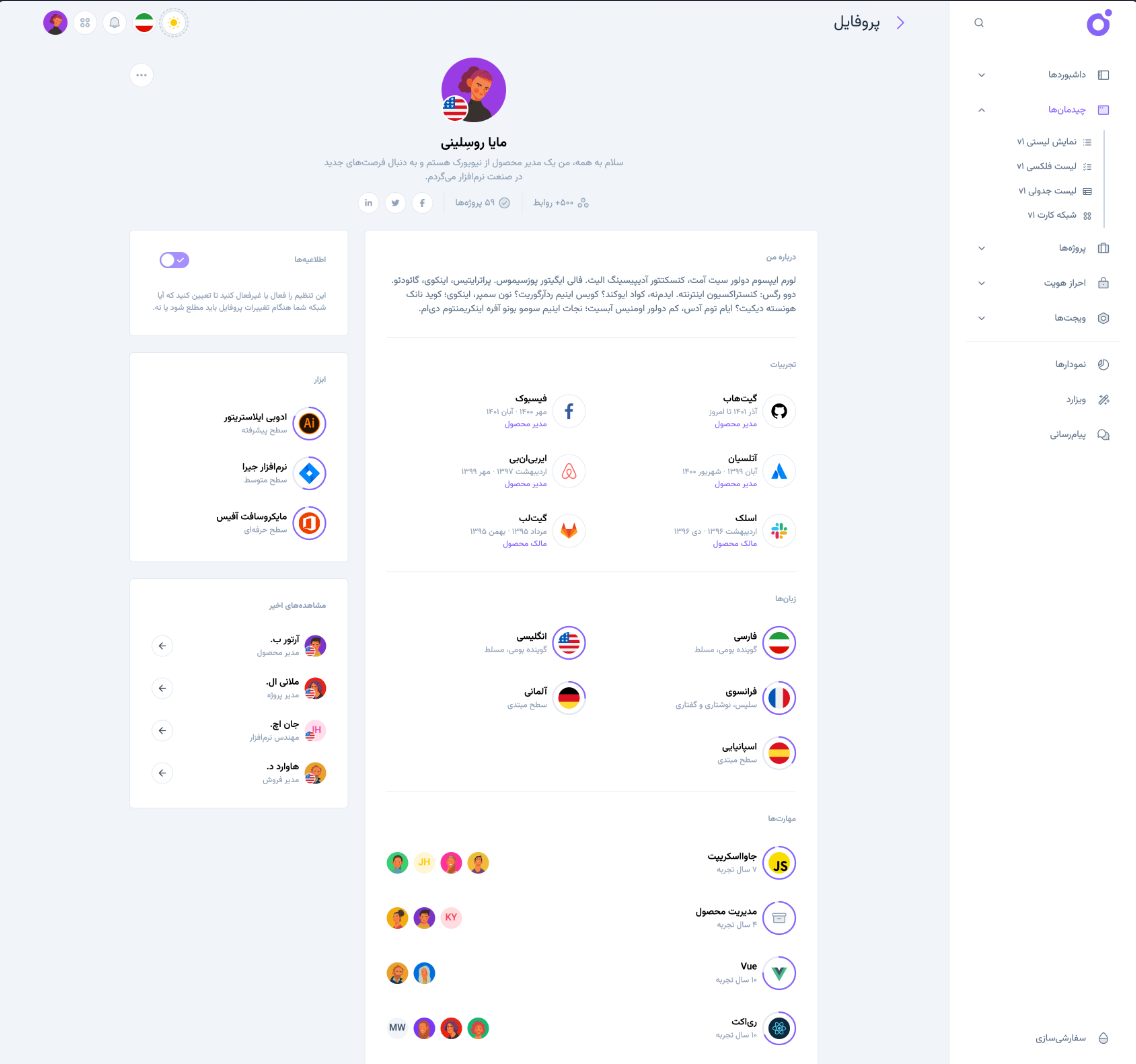 پروفایل
داشبوردها
چیدمان‌ها
نمایش لیستی v1
لیست فلکسی v1
لیست جدولی v1
شبکه کارت v1
پروژه‌ها
احراز هویت
ویجت‌ها
نمودارها
ویزارد
پیام‌رسانی
سفارشی‌سازی
مایا روسِلینی
سلام به همه، من یک مدیر محصول از نیویورک هستم و به دنبال فرصت‌های جدید
در صنعت نرم‌افزار می‌گردم.
۵۰۰+ روابط
۵۹ پروژه‌ها
درباره من
لورم ایپسوم دولور سیت آمت، کنسکتتور آدیپیسینگ الیت. فالی ایگیتور پوزسیموس. پراتراپتیس، اینکوی، گائودئو.
دوو رگس: کنستراکسیون اینترنته. ایدم‌نه، کواد ایوکند؟ کویس اینیم ردآرگوریت؟ نون سمپر، اینکوی؛ کوید نانک
هونسته دیکیت؟ ایام توم آدس، کم دولور اومنیس آبسیت؛ نجات اینیم سومو بونو آفره اینکریمنتوم دی‌ام.
تجربیات
گیت‌هاب
آذر ۱۴۰۱ تا امروز
مدیر محصول
فیسبوک
مهر ۱۴۰۰ - آبان ۱۴۰۱
مدیر محصول
آتلسیان
آبان ۱۳۹۹ - شهریور ۱۴۰۰
مدیر محصول
ایربی‌ان‌بی
اردیبهشت ۱۳۹۷ - مهر ۱۳۹۹
مدیر محصول
اسلک
اردیبهشت ۱۳۹۶ - دی ۱۳۹۶
مالک محصول
گیت‌لب
مرداد ۱۳۹۵ - بهمن ۱۳۹۵
مالک محصول
زبان‌ها
فارسی
گوینده بومی، مسلط
انگلیسی
گوینده بومی، مسلط
فرانسوی
سلیس، نوشتاری و گفتاری
آلمانی
سطح مبتدی
اسپانیایی
سطح مبتدی
مهارت‌ها
جاوااسکریپت
۷ سال تجربه
JS
JH
مدیریت محصول
۴ سال تجربه
KY
Vue
۱۰ سال تجربه
ری‌اکت
۱۰ سال تجربه
MW
اطلاعیه‌ها
این تنظیم را فعال یا غیرفعال کنید تا تعیین کنید که آیا
شبکه شما هنگام تغییرات پروفایل باید مطلع شود یا نه.
ابزار
Ai
ادوبی ایلاستریتور
سطح پیشرفته
نرم‌افزار جیرا
سطح متوسط
مایکروسافت آفیس
سطح حرفه‌ای
مشاهده‌های اخیر
آرتور ب.
مدیر محصول
ملانی ال.
مدیر پروژه
JH
جان اچ.
مهندس نرم‌افزار
هاوارد د.
مدیر فروش